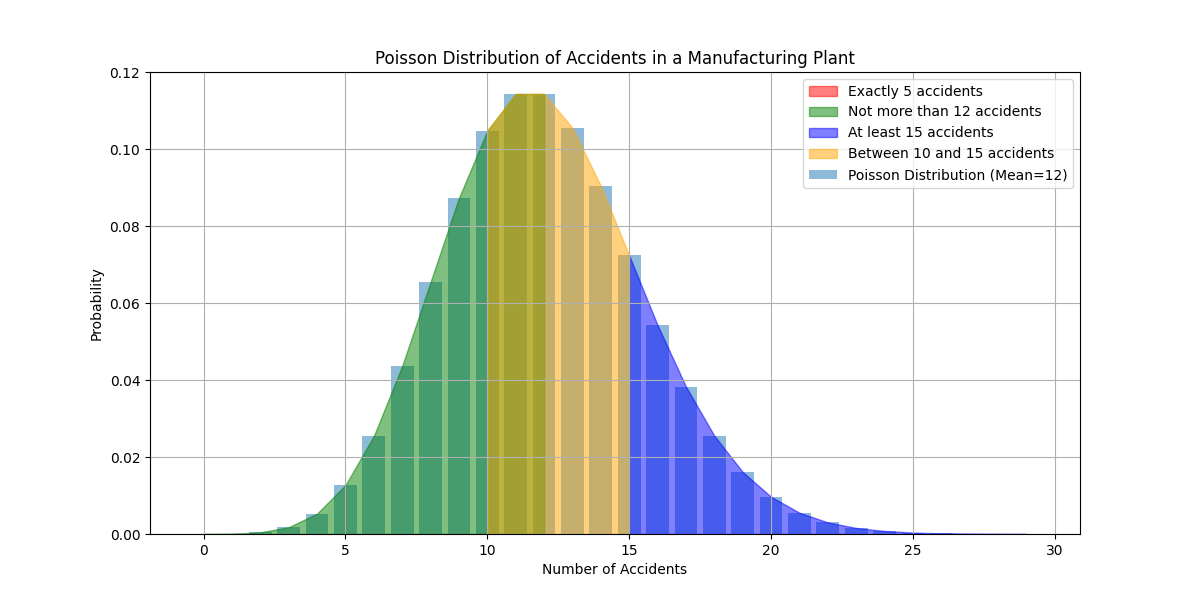 Poisson Distribution of Accidents in a Manufacturing Plant
Exactly 5 accidents
Not more than 12 accidents
At least 15 accidents
Between 10 and 15 accidents
Poisson Distribution (Mean=12)
Probability
0.12
0.10
0.08
0.06
0.04
0.02
0.00
0 5 10 15 20 25 30
Number of Accidents